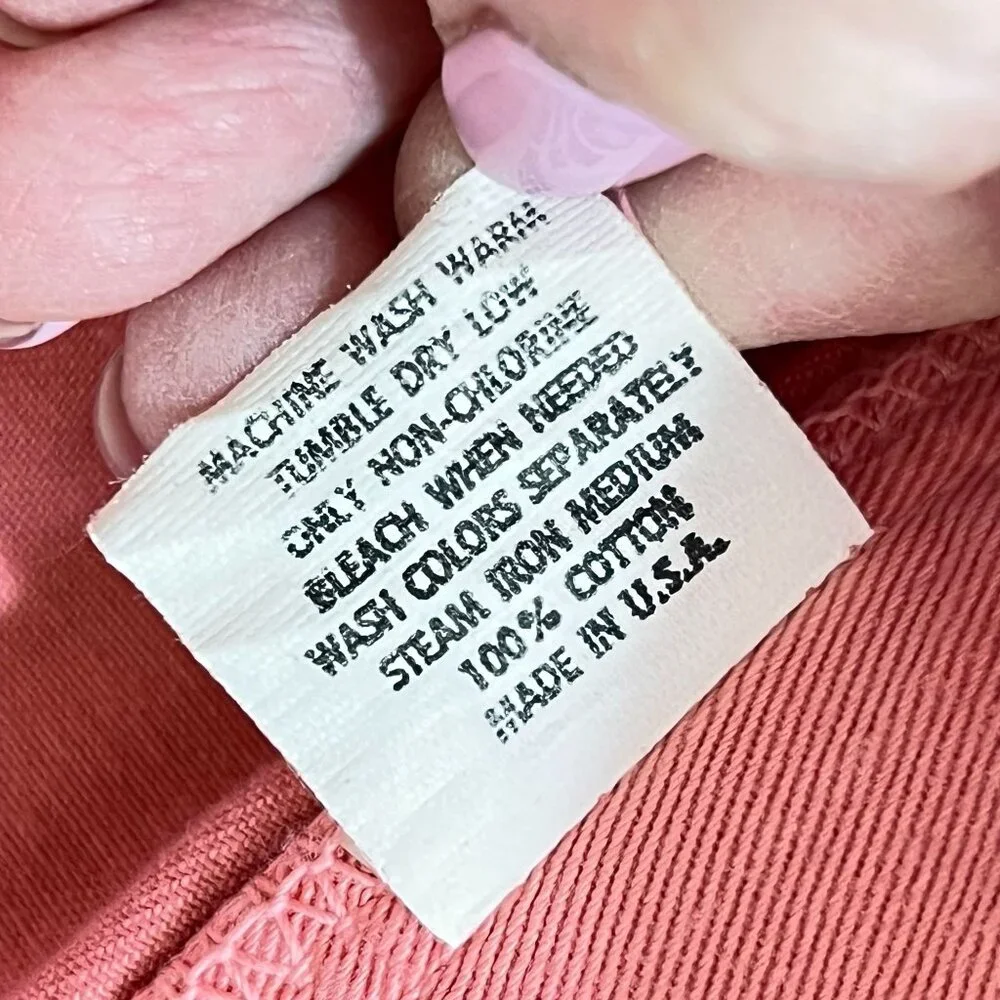 MACHINE WASH WARM
TUMBLE DRY LOW
ONLY NON-CHLORINE
BLEACH WHEN NEEDED
WASH COLORS SEPARATELY
STEAM IRON MEDIUM
100% COTTON
MADE IN U.S.A.